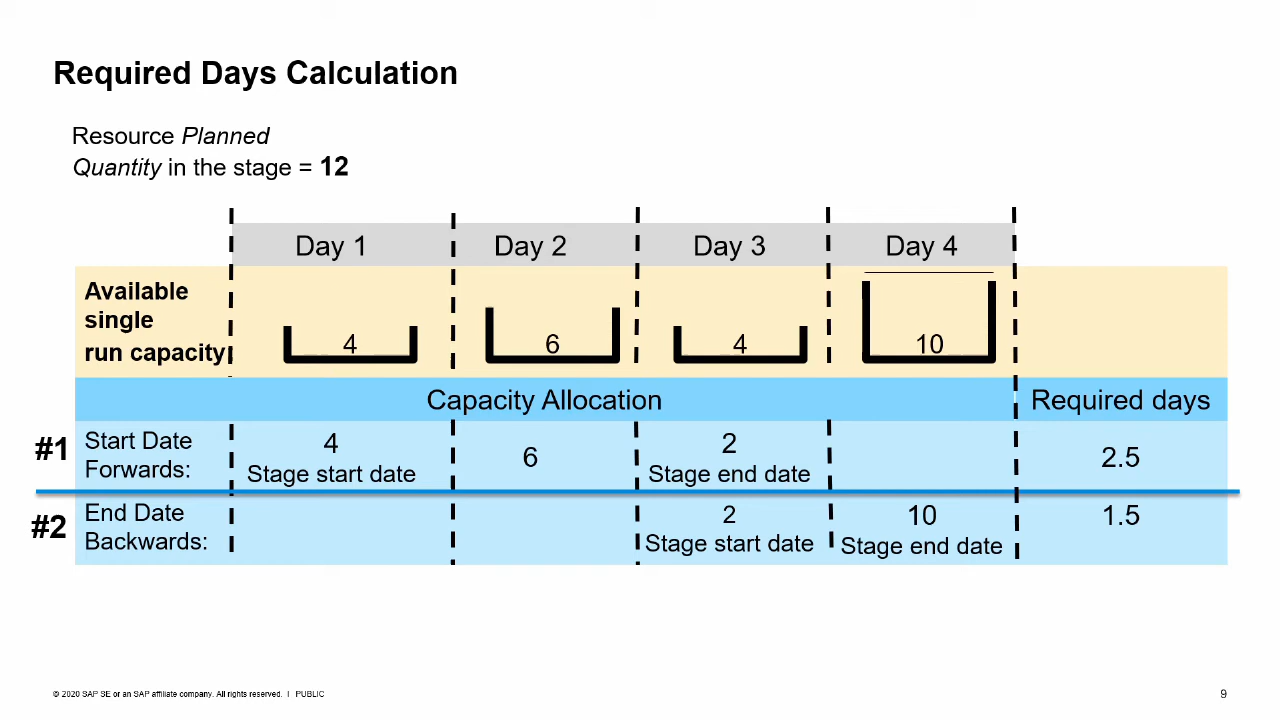 Required Days Calculation
Resource Planned
Quantity in the stage = 12
Day 1 Day 2 Day 3 Day 4
Available
single
run capacity
4 6 4 10
Capacity Allocation Required days
#1
Start Date
Forwards:
4
Stage start date
6
2
Stage end date
2.5
#2
End Date
Backwards:
2
Stage start date
10
Stage end date
1.5
© 2020 SAP SE or an SAP affiliate company. All rights reserved. I PUBLIC
9